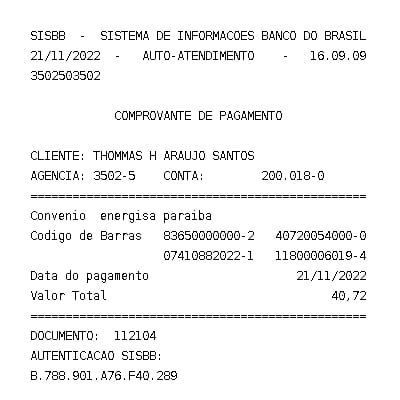 SISBB - SISTEMA DE INFORMACOES BANCO DO BRASIL
21/11/2022 - AUTO-ATENDIMENTO - 16.09.09
3502503502
COMPROVANTE DE PAGAMENTO
CLIENTE: THOMMAS H ARAUJO SANTOS
AGENCIA: 3502-5 CONTA: 200.018-0
================================================
Convenio energisa paraiba
Codigo de Barras 83650000000-2 40720054000-0
07410882022-1 11800006019-4
Data do pagamento 21/11/2022
Valor Total 40,72
================================================
DOCUMENTO: 112104
AUTENTICACAO SISBB:
B.788.901.A76.F40.289